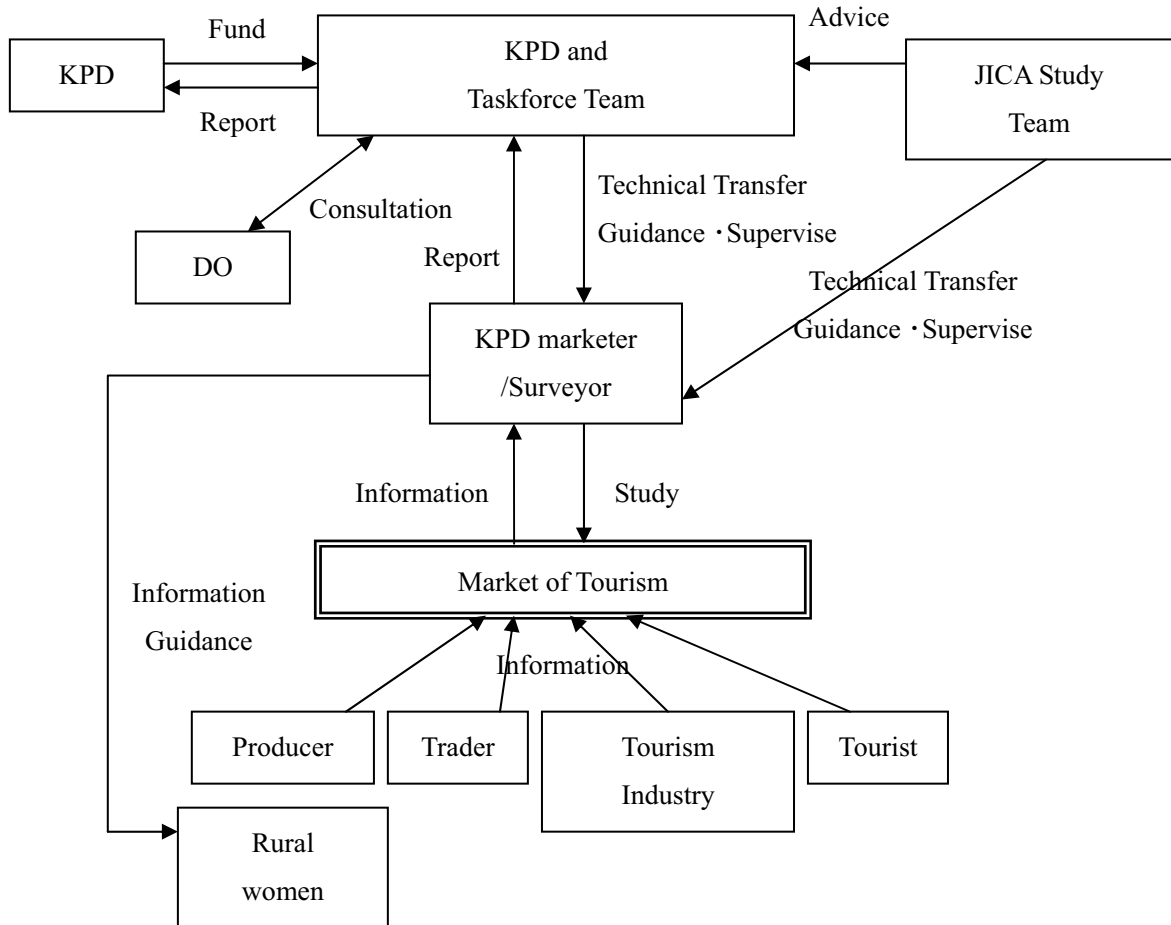 Fund
Advice
KPD
KPD and
Taskforce Team
JICA Study
Team
Report
Consultation
Technical Transfer
Guidance・Supervise
DO
Report
Technical Transfer
Guidance・Supervise
KPD marketer
/Surveyor
Information
Study
Market of Tourism
Information
Guidance
Information
Producer
Trader
Tourism
Industry
Tourist
Rural
women